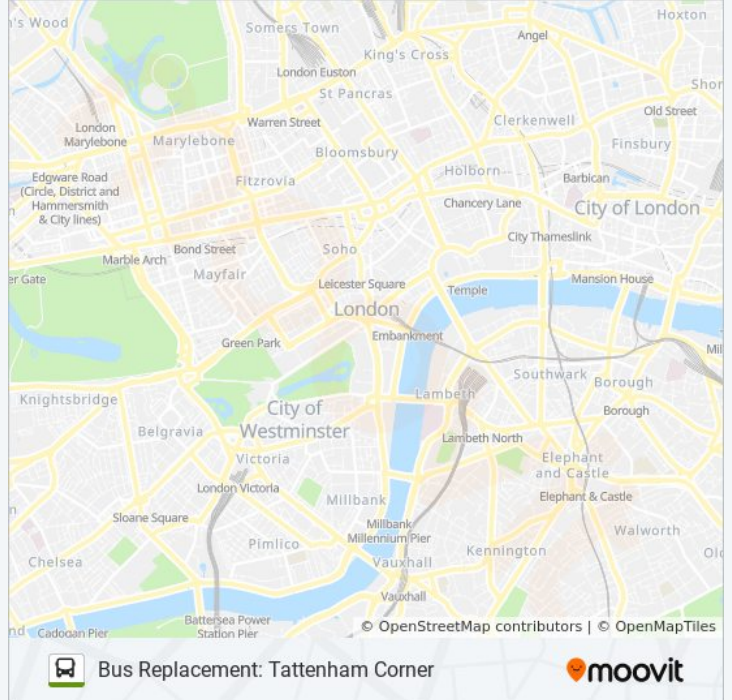 's Wood
Somers Town
Hoxton
Angel
King's Cross
London Euston
St Pancras
Shor
Old Street
Warren Street
Clerkenwell
London
Marylebone
Marylebone
Finsbury
Bloomsbury
Holborn
Edgware Road
(Circle, District and
Hammersmith
& City lines)
Fitzrovia
Barbican
Chancery Lane
City of London
n
City Thameslink
Bond Street
Soho
Marble Arch
Mayfair
er Gate
Leicester Square
Temple
Mansion House
London
Embankment
Green Park
Mil
Southwark
Borough
Knightsbridge
Lambeth
City of
Westminster
Borough
Belgravia
Lambeth North
Victoria
Elephant
and Castle
London Victoria
Elephant & Castle
Millbank
n
Sloane Square
Millbank
Millennium Pier
Walworth
Pimlico
Kennington
Old
Chelsea
Vauxhall
Vauxhall
Battersea Power
Station Pier
nd
Cadogan Pier
© OpenStreetMap contributors | © OpenMapTiles
Bus Replacement: Tattenham Corner
moovit